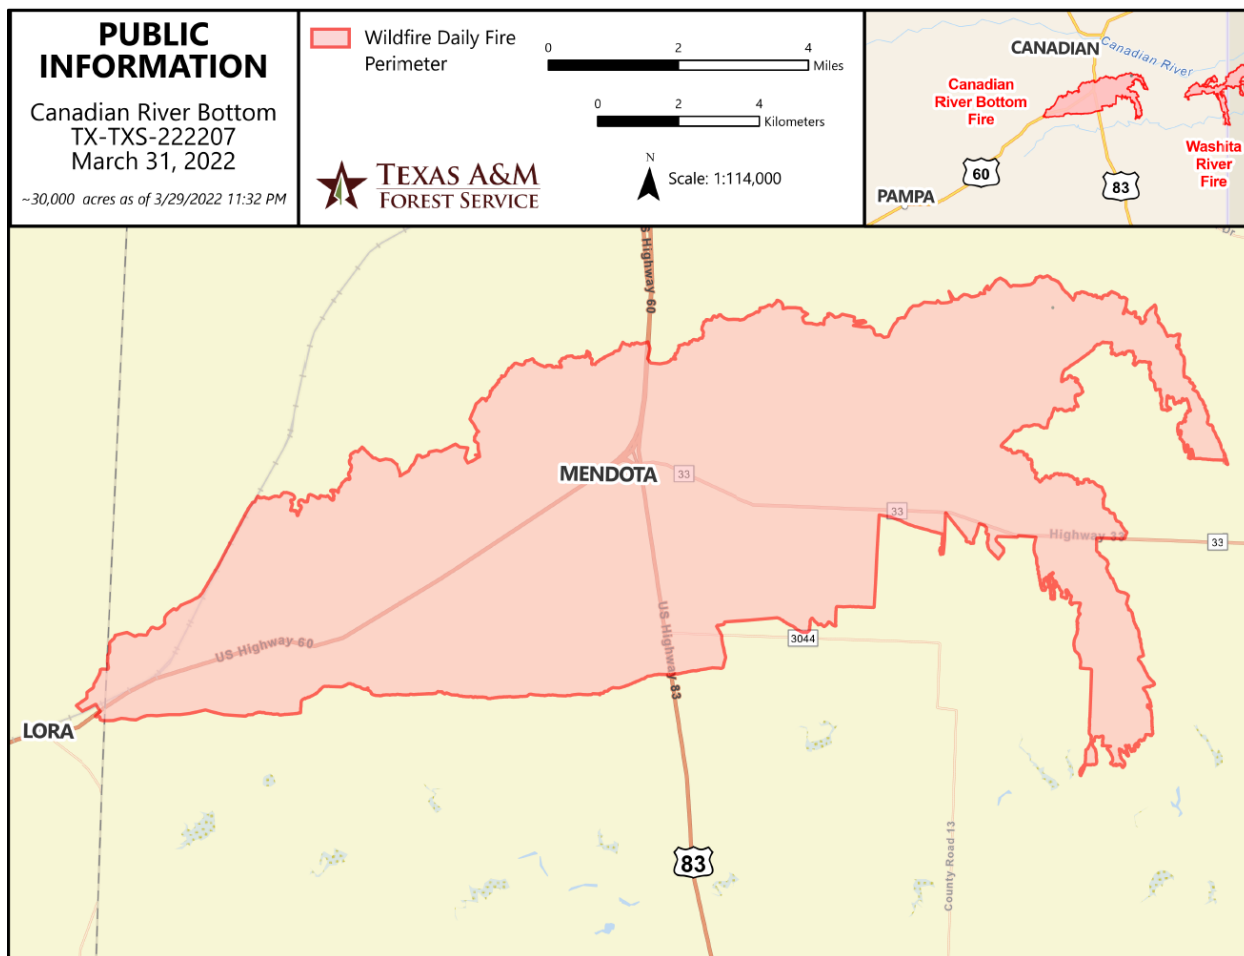 PUBLIC
INFORMATION
Canadian River Bottom
TX-TXS-222207
March 31, 2022
~30,000 acres as of 3/29/2022 11:32 PM
Wildfire Daily Fire
Perimeter
0 2 4
Miles
0 2 4
Kilometers
TEXAS A&M
FOREST SERVICE
N
Scale: 1:114,000
CANADIAN
Canadian River
Canadian
River Bottom
Fire
Washita
River
Fire
60
83
PAMPA
Dr
S Highway 60
MENDOTA
33
33
Highway 33
33
US Highway 60
US Highway 83
3044
LORA
83
County Road 13